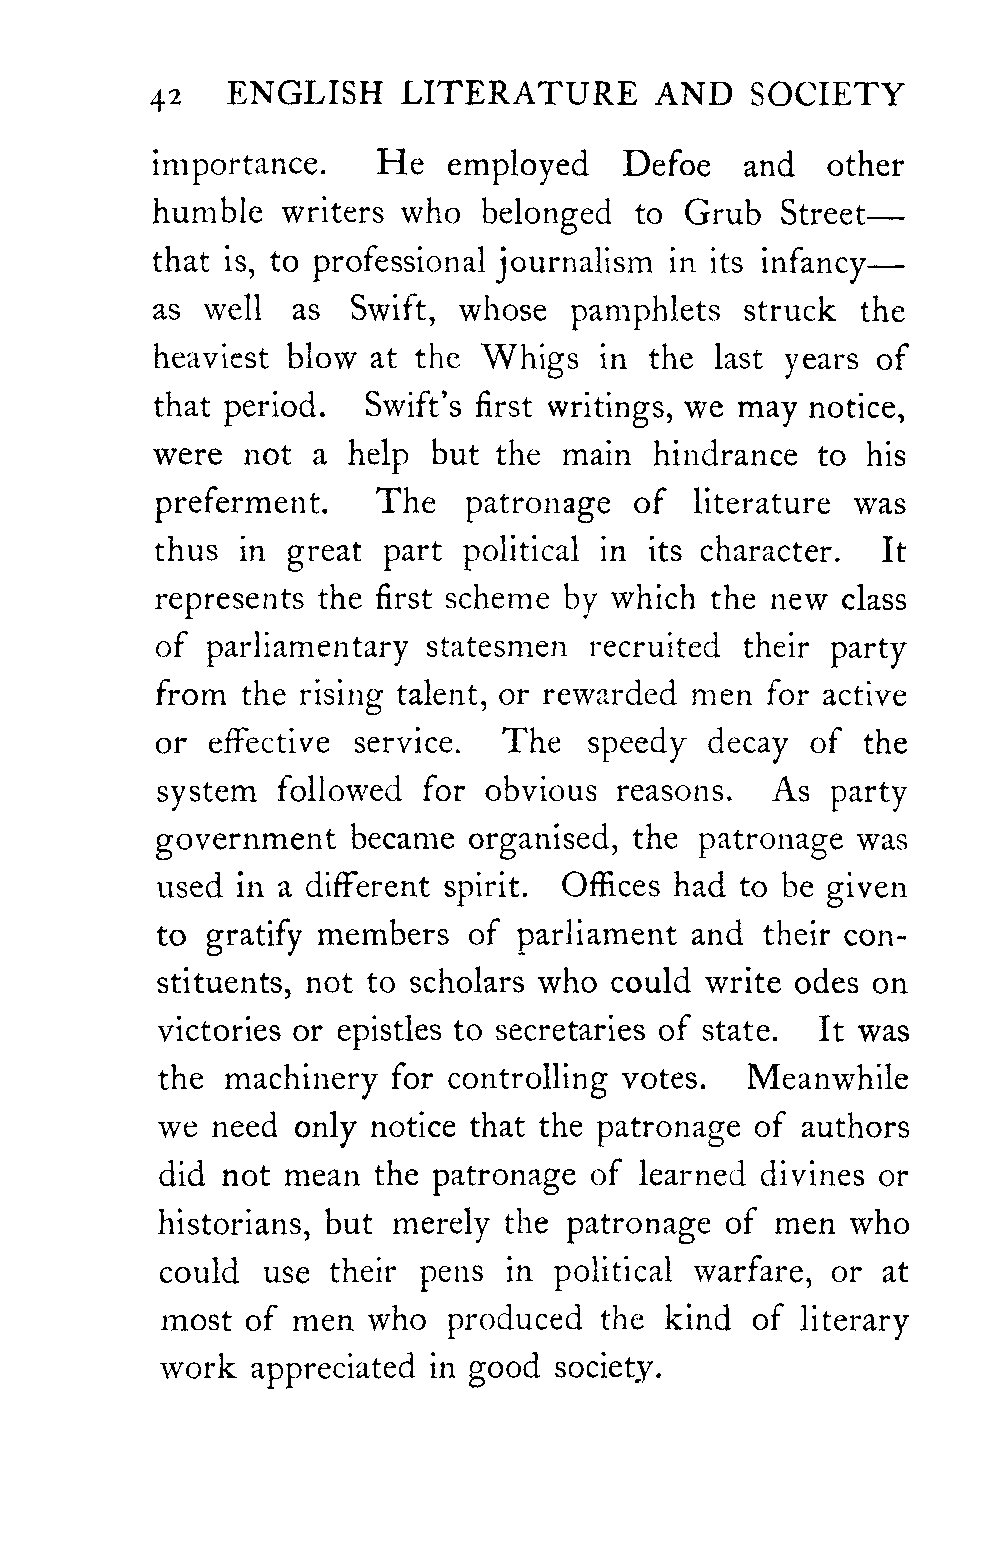 42 ENGLISH LITERATURE AND SOCIETY
importance. He employed Defoe and other
humble writers who belonged to Grub Street—
that is, to professional journalism in its infancy—
as well as Swift, whose pamphlets struck the
heaviest blow at the Whigs in the last years of
that period. Swift's first writings, we may notice,
were not a help but the main hindrance to his
preferment. The patronage of literature was
thus in great part political in its character. It
represents the first scheme by which the new class
of parliamentary statesmen recruited their party
from the rising talent, or rewarded men for active
or effective service. The speedy decay of the
system followed for obvious reasons. As party
government became organised, the patronage was
used in a different spirit. Offices had to be given
to gratify members of parliament and their con-
stituents, not to scholars who could write odes on
victories or epistles to secretaries of state. It was
the machinery for controlling votes. Meanwhile
we need only notice that the patronage of authors
did not mean the patronage of learned divines or
historians, but merely the patronage of men who
could use their pens in political warfare, or at
most of men who produced the kind of literary
work appreciated in good society.